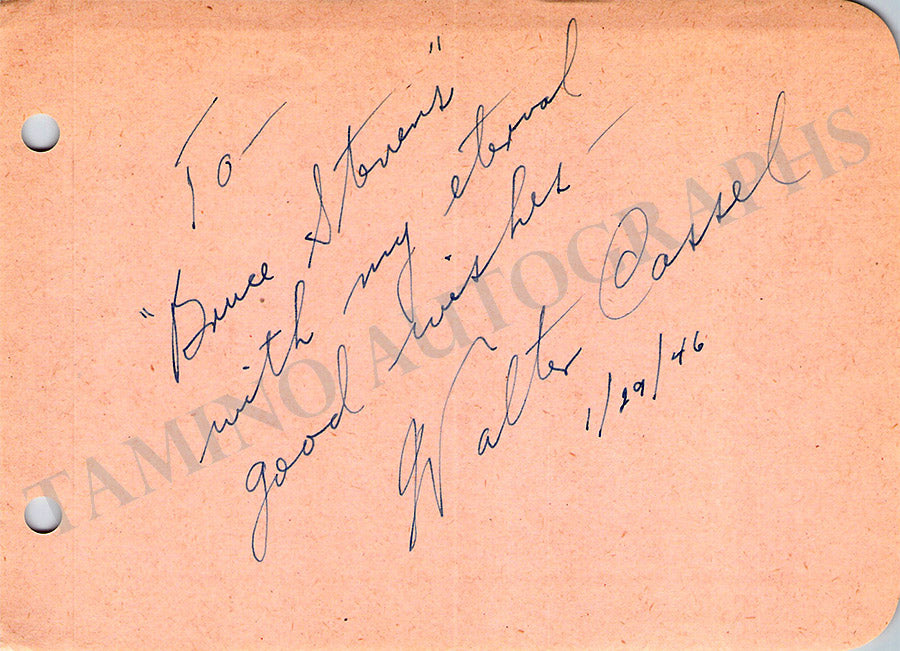 To —
"Bruce Stevens"
with my eternal
good wishes —
Walter Cassel
1/29/46
TAMINO AUTOGRAPHS